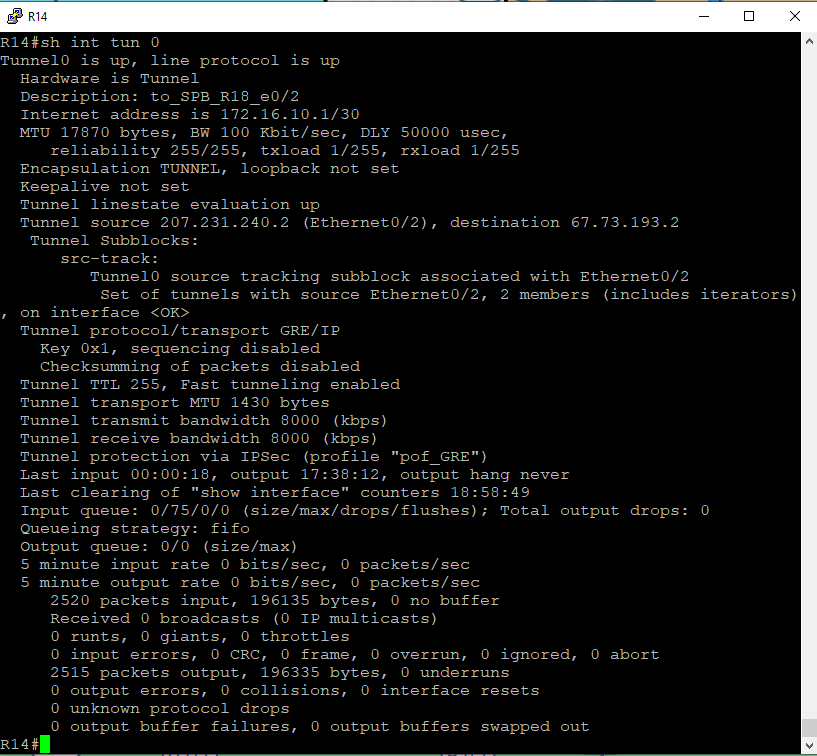 R14
R14#sh int tun 0
Tunnel0 is up, line protocol is up
  Hardware is Tunnel
  Description: to_SPB_R18_e0/2
  Internet address is 172.16.10.1/30
  MTU 17870 bytes, BW 100 Kbit/sec, DLY 50000 usec,
     reliability 255/255, txload 1/255, rxload 1/255
  Encapsulation TUNNEL, loopback not set
  Keepalive not set
  Tunnel linestate evaluation up
  Tunnel source 207.231.240.2 (Ethernet0/2), destination 67.73.193.2
   Tunnel Subblocks:
      src-track:
         Tunnel0 source tracking subblock associated with Ethernet0/2
          Set of tunnels with source Ethernet0/2, 2 members (includes iterators)
, on interface <OK>
  Tunnel protocol/transport GRE/IP
    Key 0x1, sequencing disabled
    Checksumming of packets disabled
  Tunnel TTL 255, Fast tunneling enabled
  Tunnel transport MTU 1430 bytes
  Tunnel transmit bandwidth 8000 (kbps)
  Tunnel receive bandwidth 8000 (kbps)
  Tunnel protection via IPSec (profile "pof_GRE")
  Last input 00:00:18, output 17:38:12, output hang never
  Last clearing of "show interface" counters 18:58:49
  Input queue: 0/75/0/0 (size/max/drops/flushes); Total output drops: 0
  Queueing strategy: fifo
  Output queue: 0/0 (size/max)
  5 minute input rate 0 bits/sec, 0 packets/sec
  5 minute output rate 0 bits/sec, 0 packets/sec
     2520 packets input, 196135 bytes, 0 no buffer
     Received 0 broadcasts (0 IP multicasts)
     0 runts, 0 giants, 0 throttles
     0 input errors, 0 CRC, 0 frame, 0 overrun, 0 ignored, 0 abort
     2515 packets output, 196335 bytes, 0 underruns
     0 output errors, 0 collisions, 0 interface resets
     0 unknown protocol drops
     0 output buffer failures, 0 output buffers swapped out
R14#